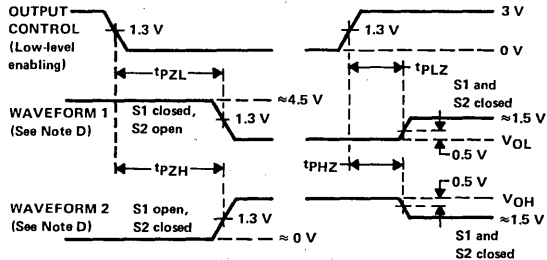 OUTPUT
CONTROL
(Low-level
enabling)
1.3 V
1.3 V
3 V
0 V
tPZL
tPLZ
S1 and
S2 closed
WAVEFORM 1
(See Note D)
S1 closed,
S2 open
≈4.5 V
1.3 V
≈1.5 V
VOL
0.5 V
tPZH
tPHZ
0.5 V
WAVEFORM 2
(See Note D)
S1 open,
S2 closed
1.3 V
≈ 0 V
VOH
≈1.5 V
S1 and
S2 closed